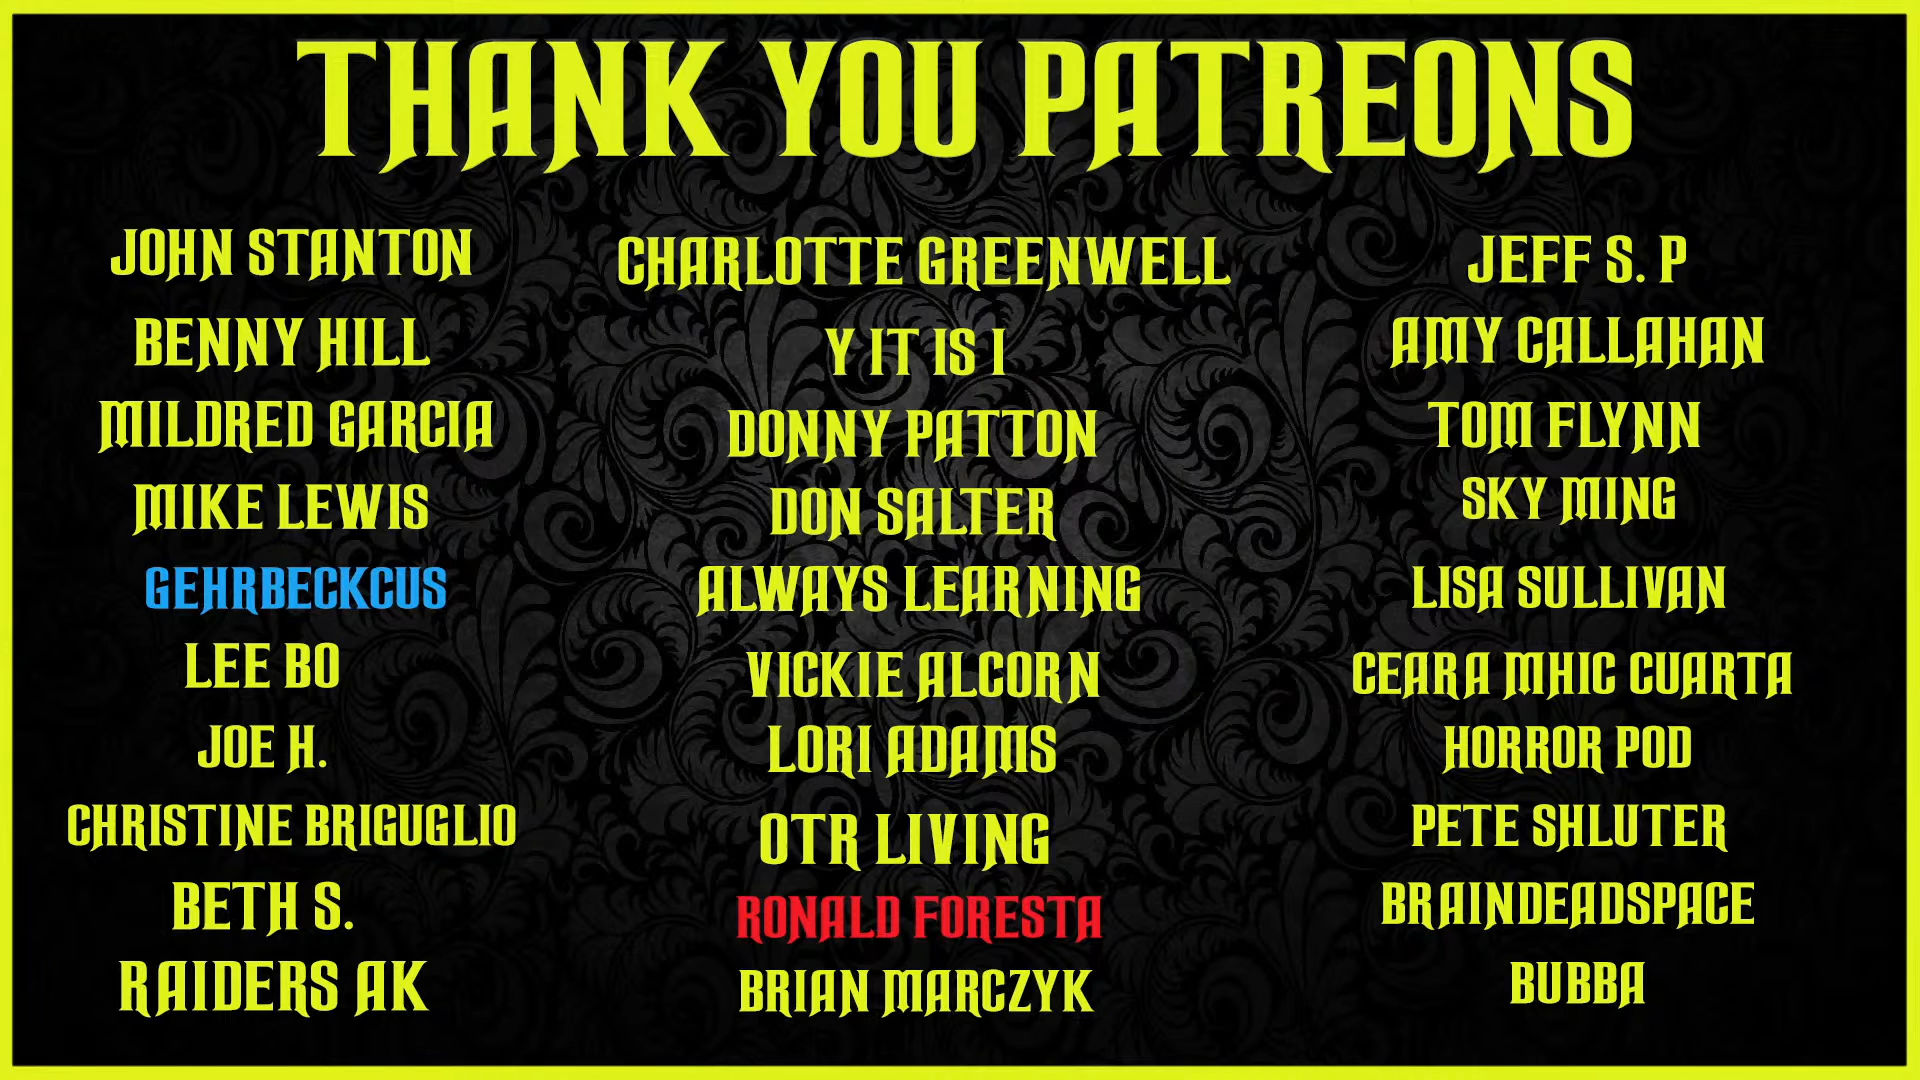 THANK YOU PATREONS
JOHN STANTON
BENNY HILL
MILDRED GARCIA
MIKE LEWIS
GEHRBECKCUS
LEE BO
JOE H.
CHRISTINE BRIGUGLIO
BETH S.
RAIDERS AK
CHARLOTTE GREENWELL
Y IT IS I
DONNY PATTON
DON SALTER
ALWAYS LEARNING
VICKIE ALCORN
LORI ADAMS
OTR LIVING
RONALD FORESTA
BRIAN MARCZYK
JEFF S. P
AMY CALLAHAN
TOM FLYNN
SKY MING
LISA SULLIVAN
CEARA MHIC CUARTA
HORROR POD
PETE SHLUTER
BRAINDEADSPACE
BUBBA